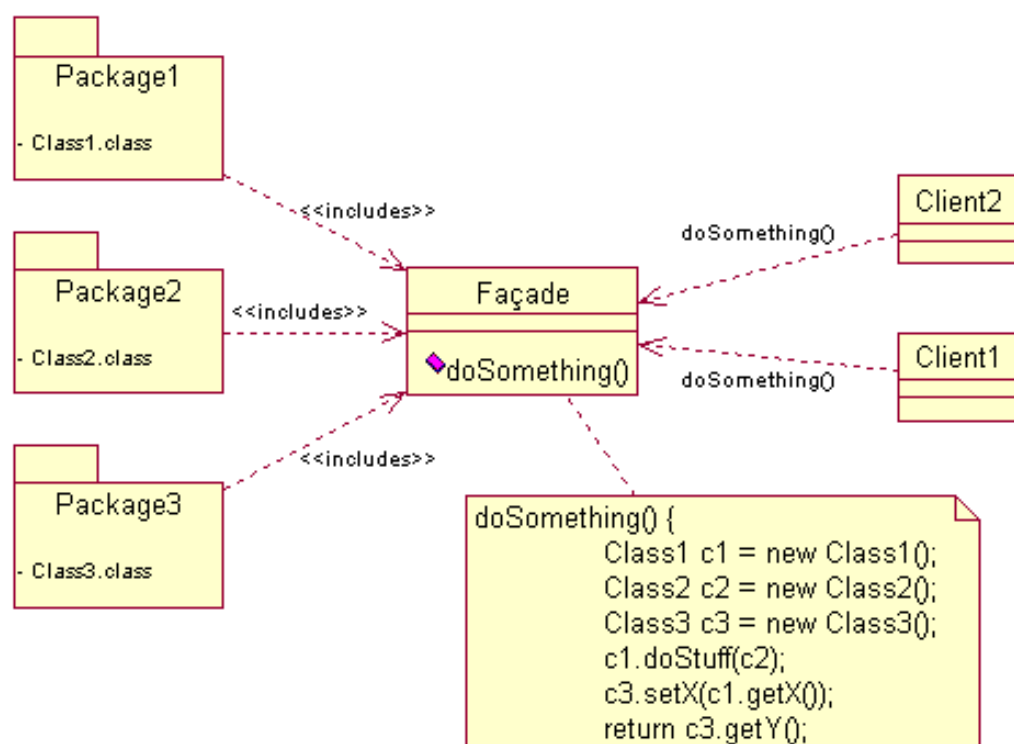 Package1
- Class1.class
<<includes>>
Package2
- Class2.class
<<includes>>
Package3
- Class3.class
<<includes>>
Façade
doSomething()
doSomething()
Client2
doSomething()
Client1
doSomething() {
Class1 c1 = new Class1();
Class2 c2 = new Class2();
Class3 c3 = new Class3();
c1.doStuff(c2);
c3.setX(c1.getX());
return c3.getY();